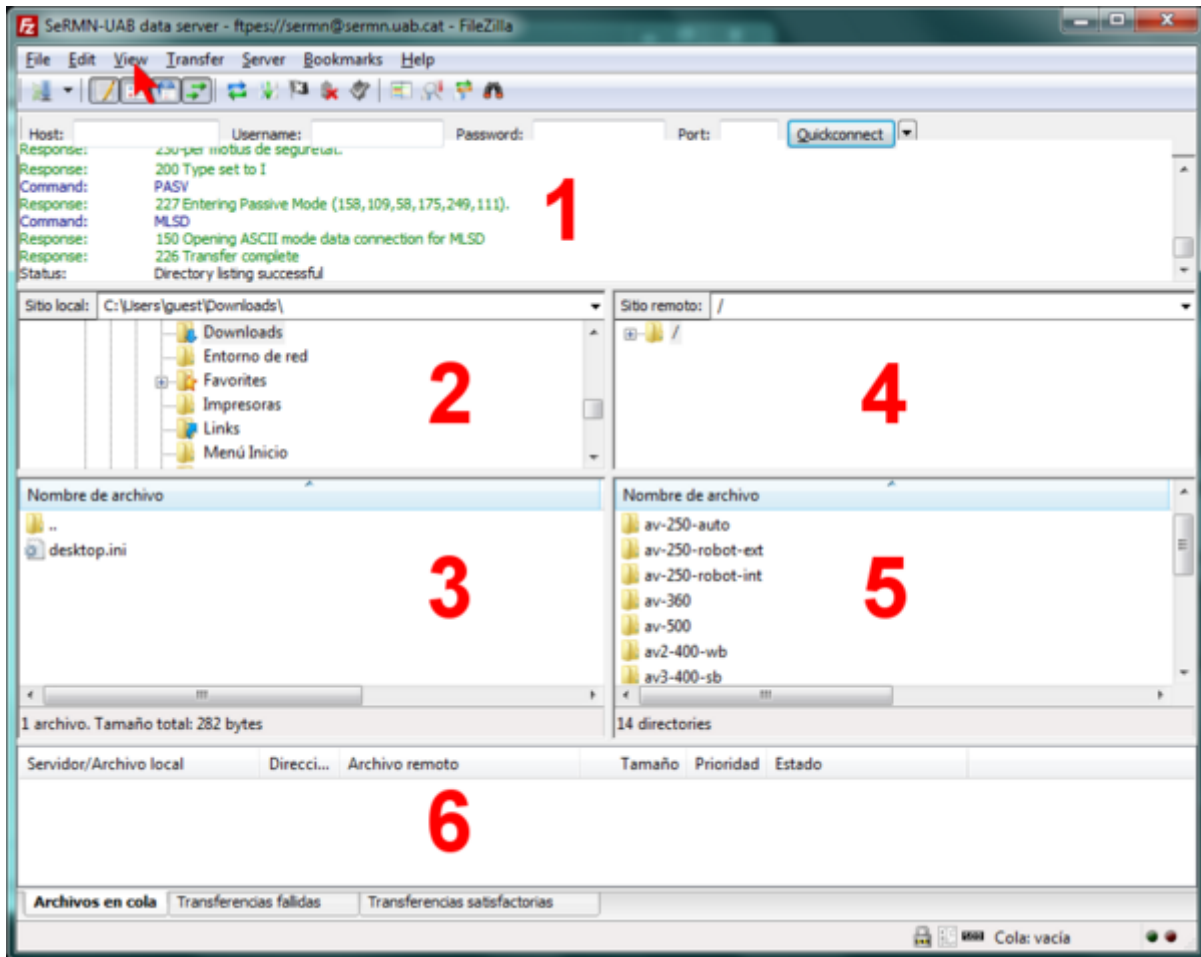 SeRMN-UAB data server - ftpes://sermn@sermn.uab.cat - FileZilla
File Edit View Transfer Server Bookmarks Help
Host: Username: Password: Port: Quickconnect
Response: 230-per motius de seguretat.
Response: 200 Type set to I
Command: PASV
Response: 227 Entering Passive Mode (158,109,58,175,249,111).
Command: MLSD
Response: 150 Opening ASCII mode data connection for MLSD
Response: 226 Transfer complete
Status: Directory listing successful
1
Sitio local: C:\Users\guest\Downloads\
Downloads
Entorno de red
Favorites
Impresoras
Links
Menú Inicio
2
Sitio remoto: /
/
4
Nombre de archivo
..
desktop.ini
3
1 archivo. Tamaño total: 282 bytes
Nombre de archivo
av-250-auto
av-250-robot-ext
av-250-robot-int
av-360
av-500
av2-400-wb
av3-400-sb
5
14 directories
Servidor/Archivo local Direcci... Archivo remoto Tamaño Prioridad Estado
6
Archivos en cola Transferencias fallidas Transferencias satisfactorias
Cola: vacía